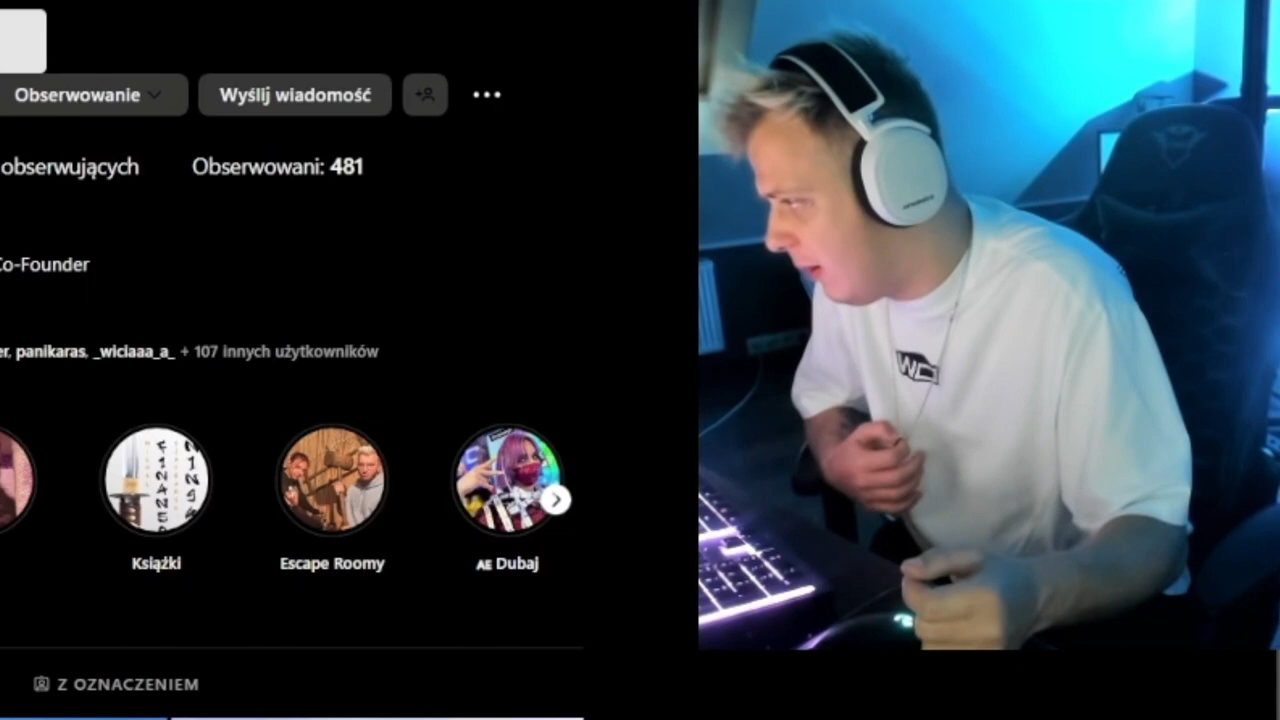 Obserwowanie
Wyślij wiadomość
obserwujących
Obserwowani: 481
Co-Founder
er, panikaras, _wiciaaa_a_ + 107 innych użytkowników
Książki
Escape Roomy
AE Dubaj
Z OZNACZENIEM